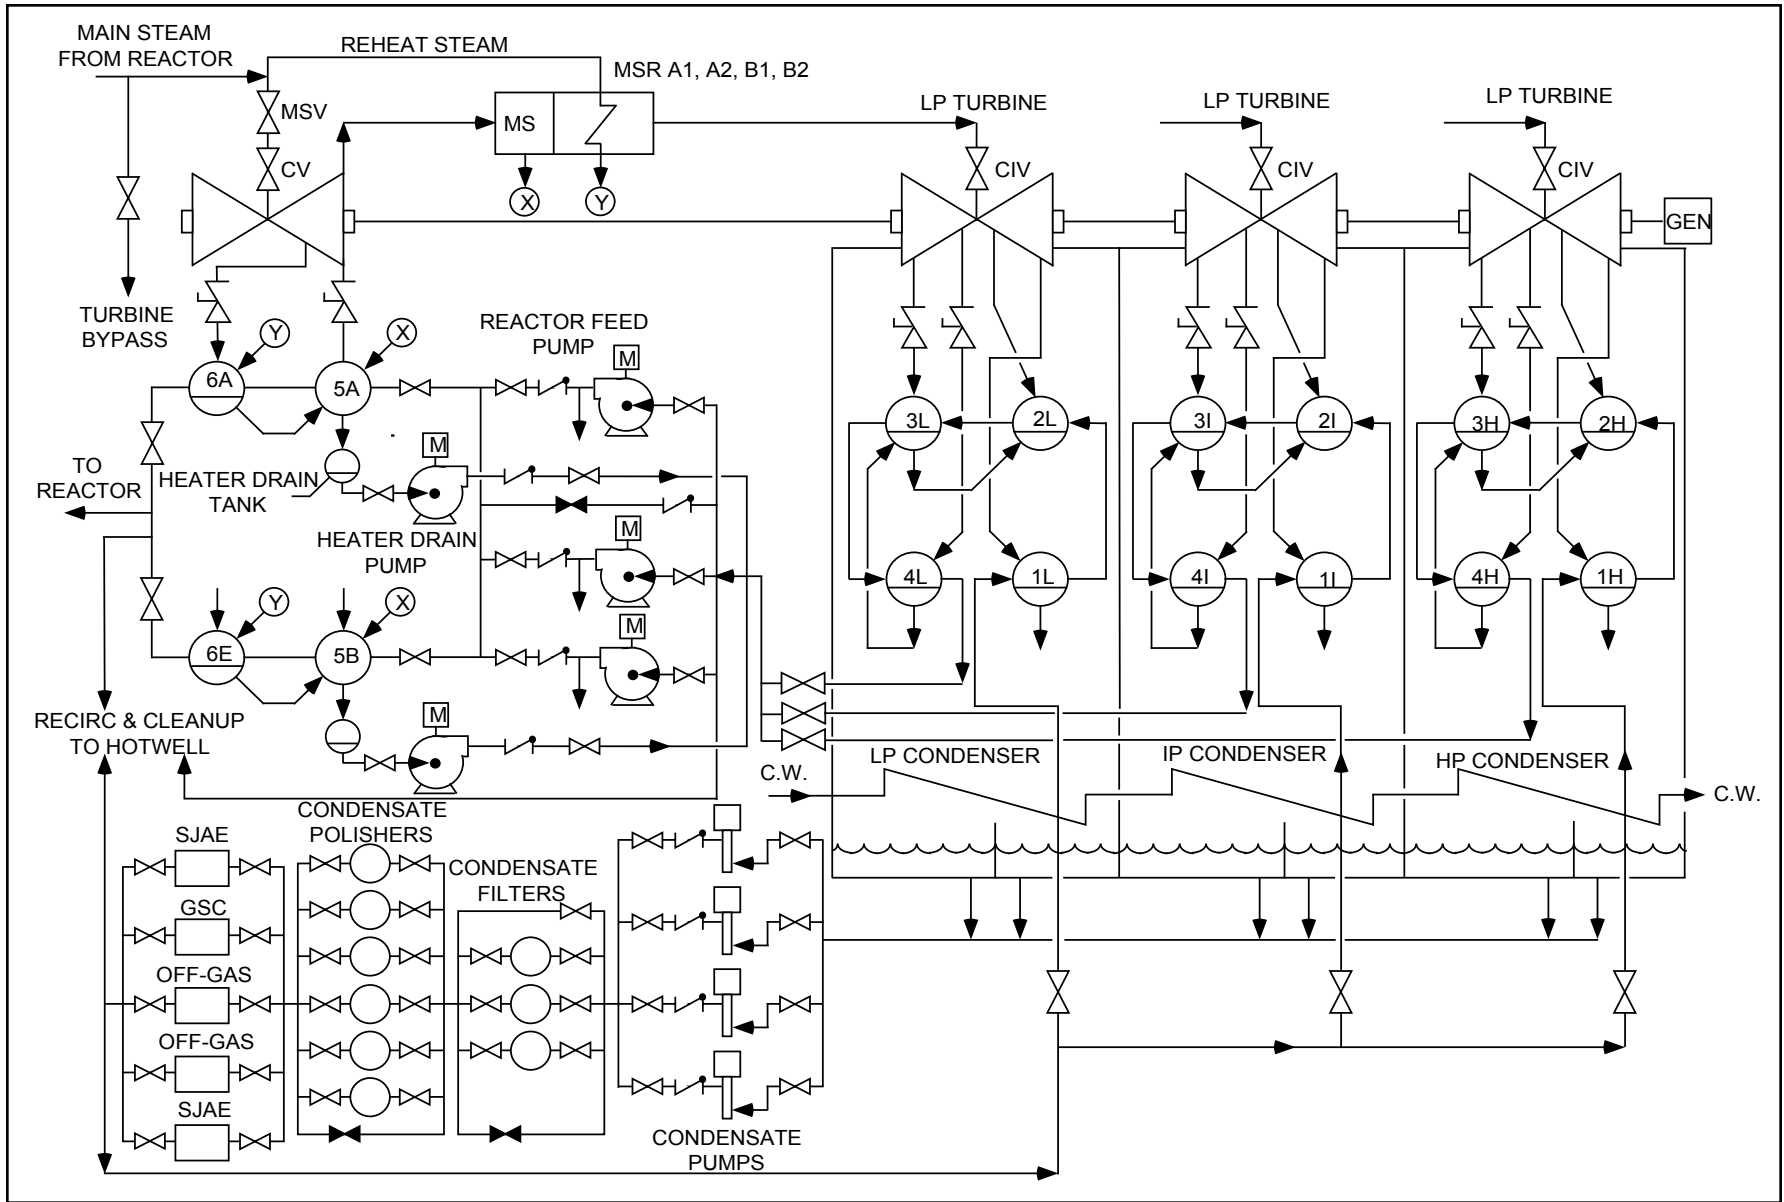 MAIN STEAM
FROM REACTOR
REHEAT STEAM
MSR A1, A2, B1, B2
MSV
CV
MS
X
Y
LP TURBINE
LP TURBINE
LP TURBINE
CIV
CIV
CIV
GEN
TURBINE
BYPASS
Y
X
6A
5A
REACTOR FEED
PUMP
M
M
TO
REACTOR
HEATER DRAIN
TANK
HEATER DRAIN
PUMP
M
3L
2L
3I
2I
3H
2H
4L
1L
4I
1I
4H
1H
Y
X
6E
5B
M
M
RECIRC & CLEANUP
TO HOTWELL
C.W.
LP CONDENSER
IP CONDENSER
HP CONDENSER
C.W.
CONDENSATE
POLISHERS
CONDENSATE
FILTERS
SJAE
GSC
OFF-GAS
OFF-GAS
SJAE
CONDENSATE
PUMPS